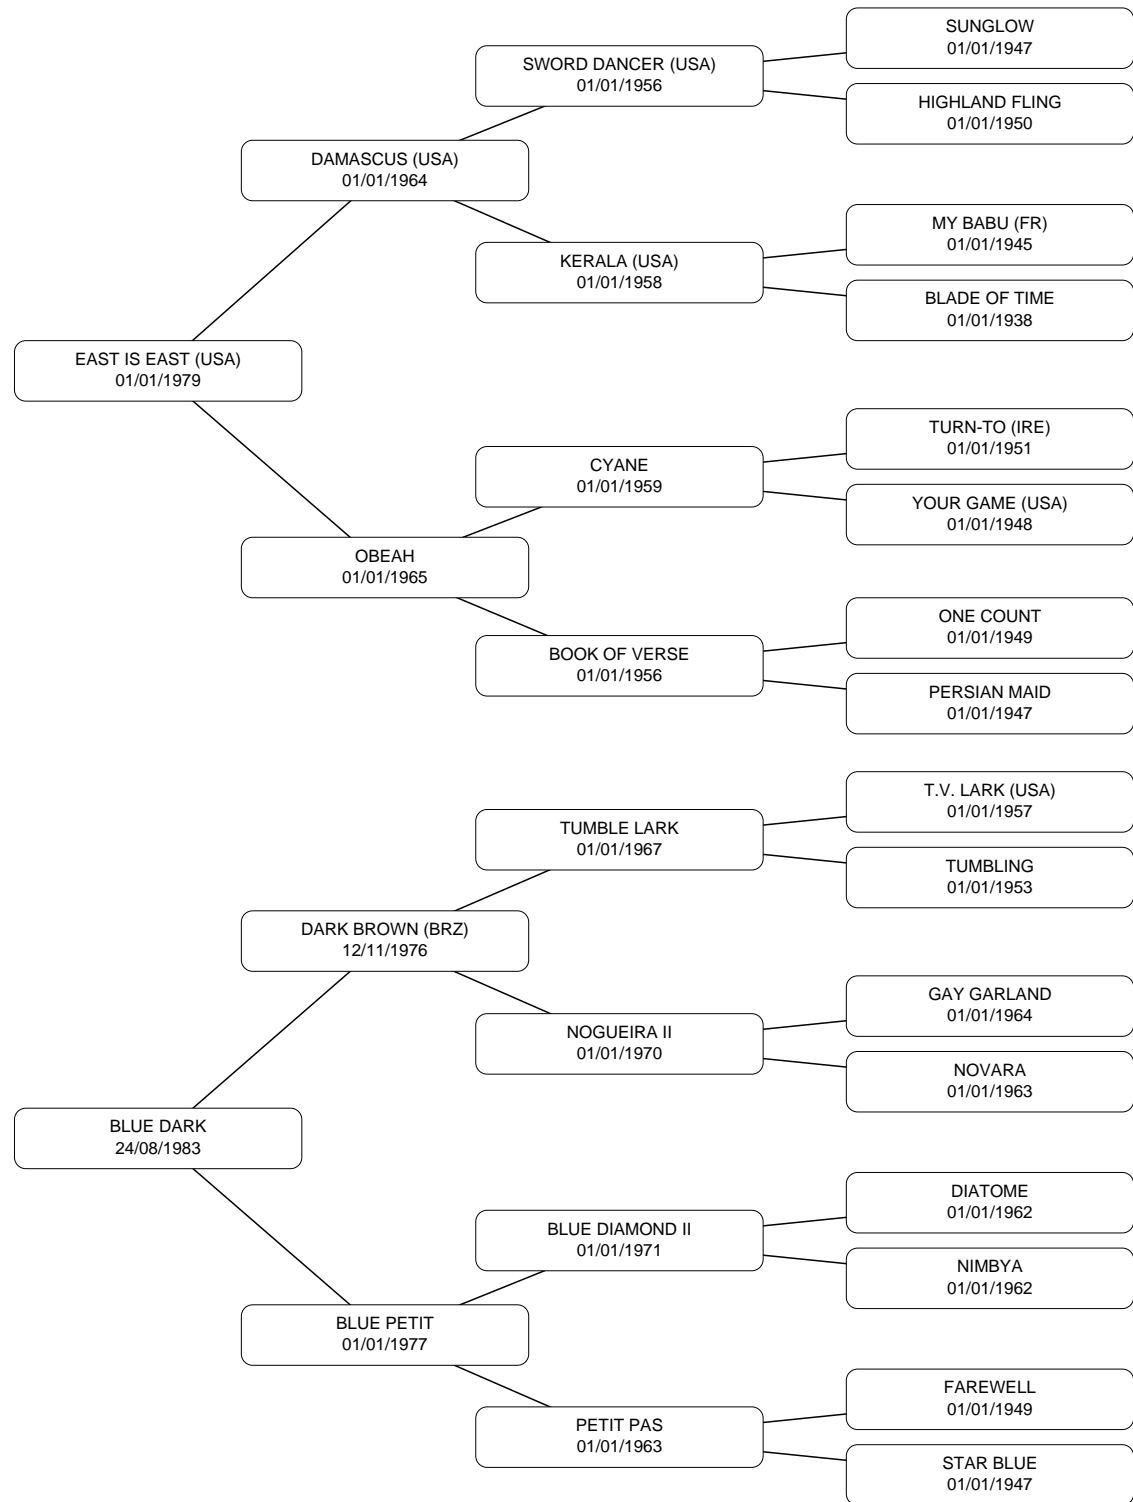 SUNGLOW
01/01/1947
SWORD DANCER (USA)
01/01/1956
HIGHLAND FLING
01/01/1950
DAMASCUS (USA)
01/01/1964
MY BABU (FR)
01/01/1945
KERALA (USA)
01/01/1958
BLADE OF TIME
01/01/1938
EAST IS EAST (USA)
01/01/1979
TURN-TO (IRE)
01/01/1951
CYANE
01/01/1959
YOUR GAME (USA)
01/01/1948
OBEAH
01/01/1965
ONE COUNT
01/01/1949
BOOK OF VERSE
01/01/1956
PERSIAN MAID
01/01/1947
T.V. LARK (USA)
01/01/1957
TUMBLE LARK
01/01/1967
TUMBLING
01/01/1953
DARK BROWN (BRZ)
12/11/1976
GAY GARLAND
01/01/1964
NOGUEIRA II
01/01/1970
NOVARA
01/01/1963
BLUE DARK
24/08/1983
DIATOME
01/01/1962
BLUE DIAMOND II
01/01/1971
NIMBYA
01/01/1962
BLUE PETIT
01/01/1977
FAREWELL
01/01/1949
PETIT PAS
01/01/1963
STAR BLUE
01/01/1947